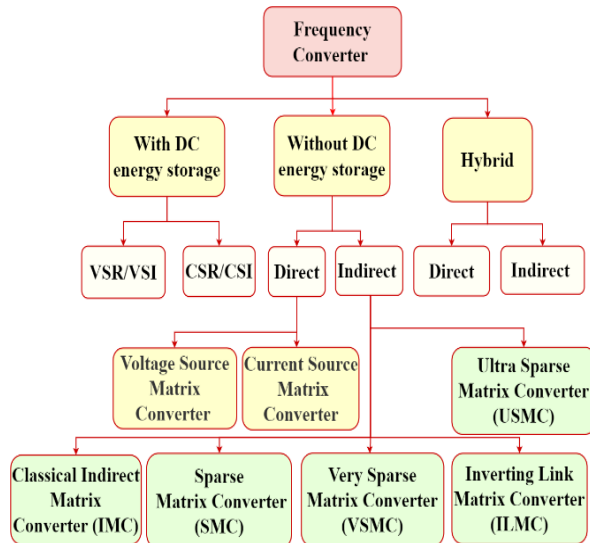 Frequency
Converter
With DC
energy storage
Without DC
energy storage
Hybrid
VSR/VSI
CSR/CSI
Direct
Indirect
Direct
Indirect
Voltage Source
Matrix
Converter
Current Source
Matrix
Converter
Ultra Sparse
Matrix Converter
(USMC)
Classical Indirect
Matrix
Converter (IMC)
Sparse
Matrix Converter
(SMC)
Very Sparse
Matrix Converter
(VSMC)
Inverting Link
Matrix Converter
(ILMC)